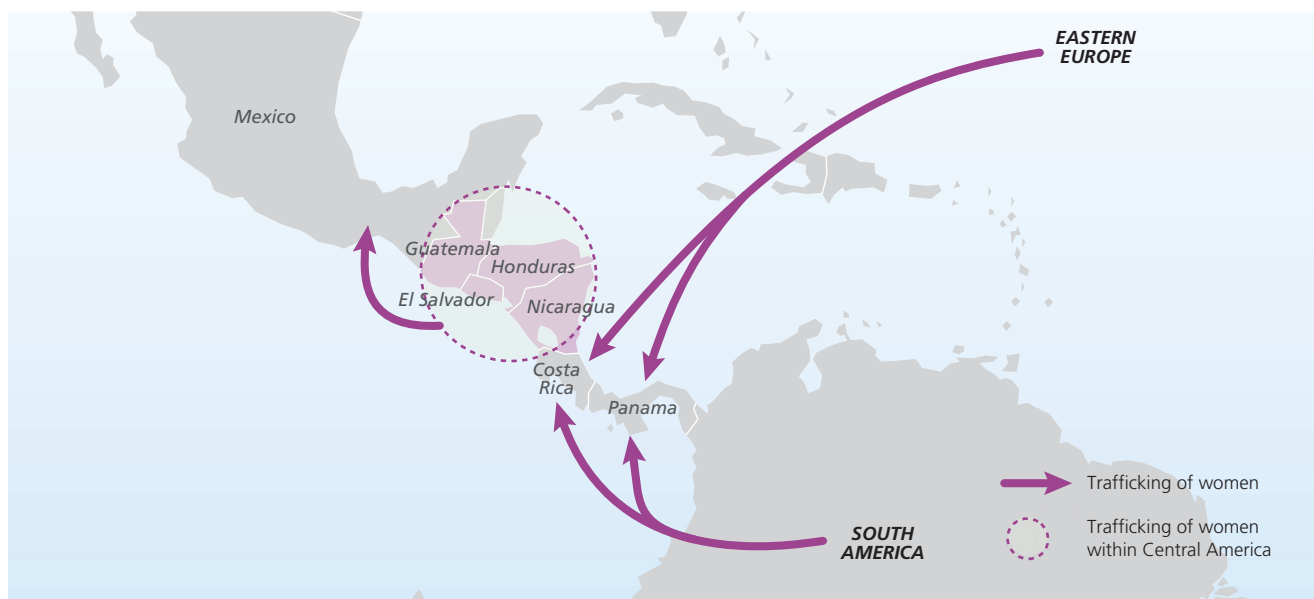 EASTERN
EUROPE
Mexico
Guatemala
Honduras
El Salvador
Nicaragua
Costa
Rica
Panama
Trafficking of women
SOUTH
AMERICA
Trafficking of women
within Central America